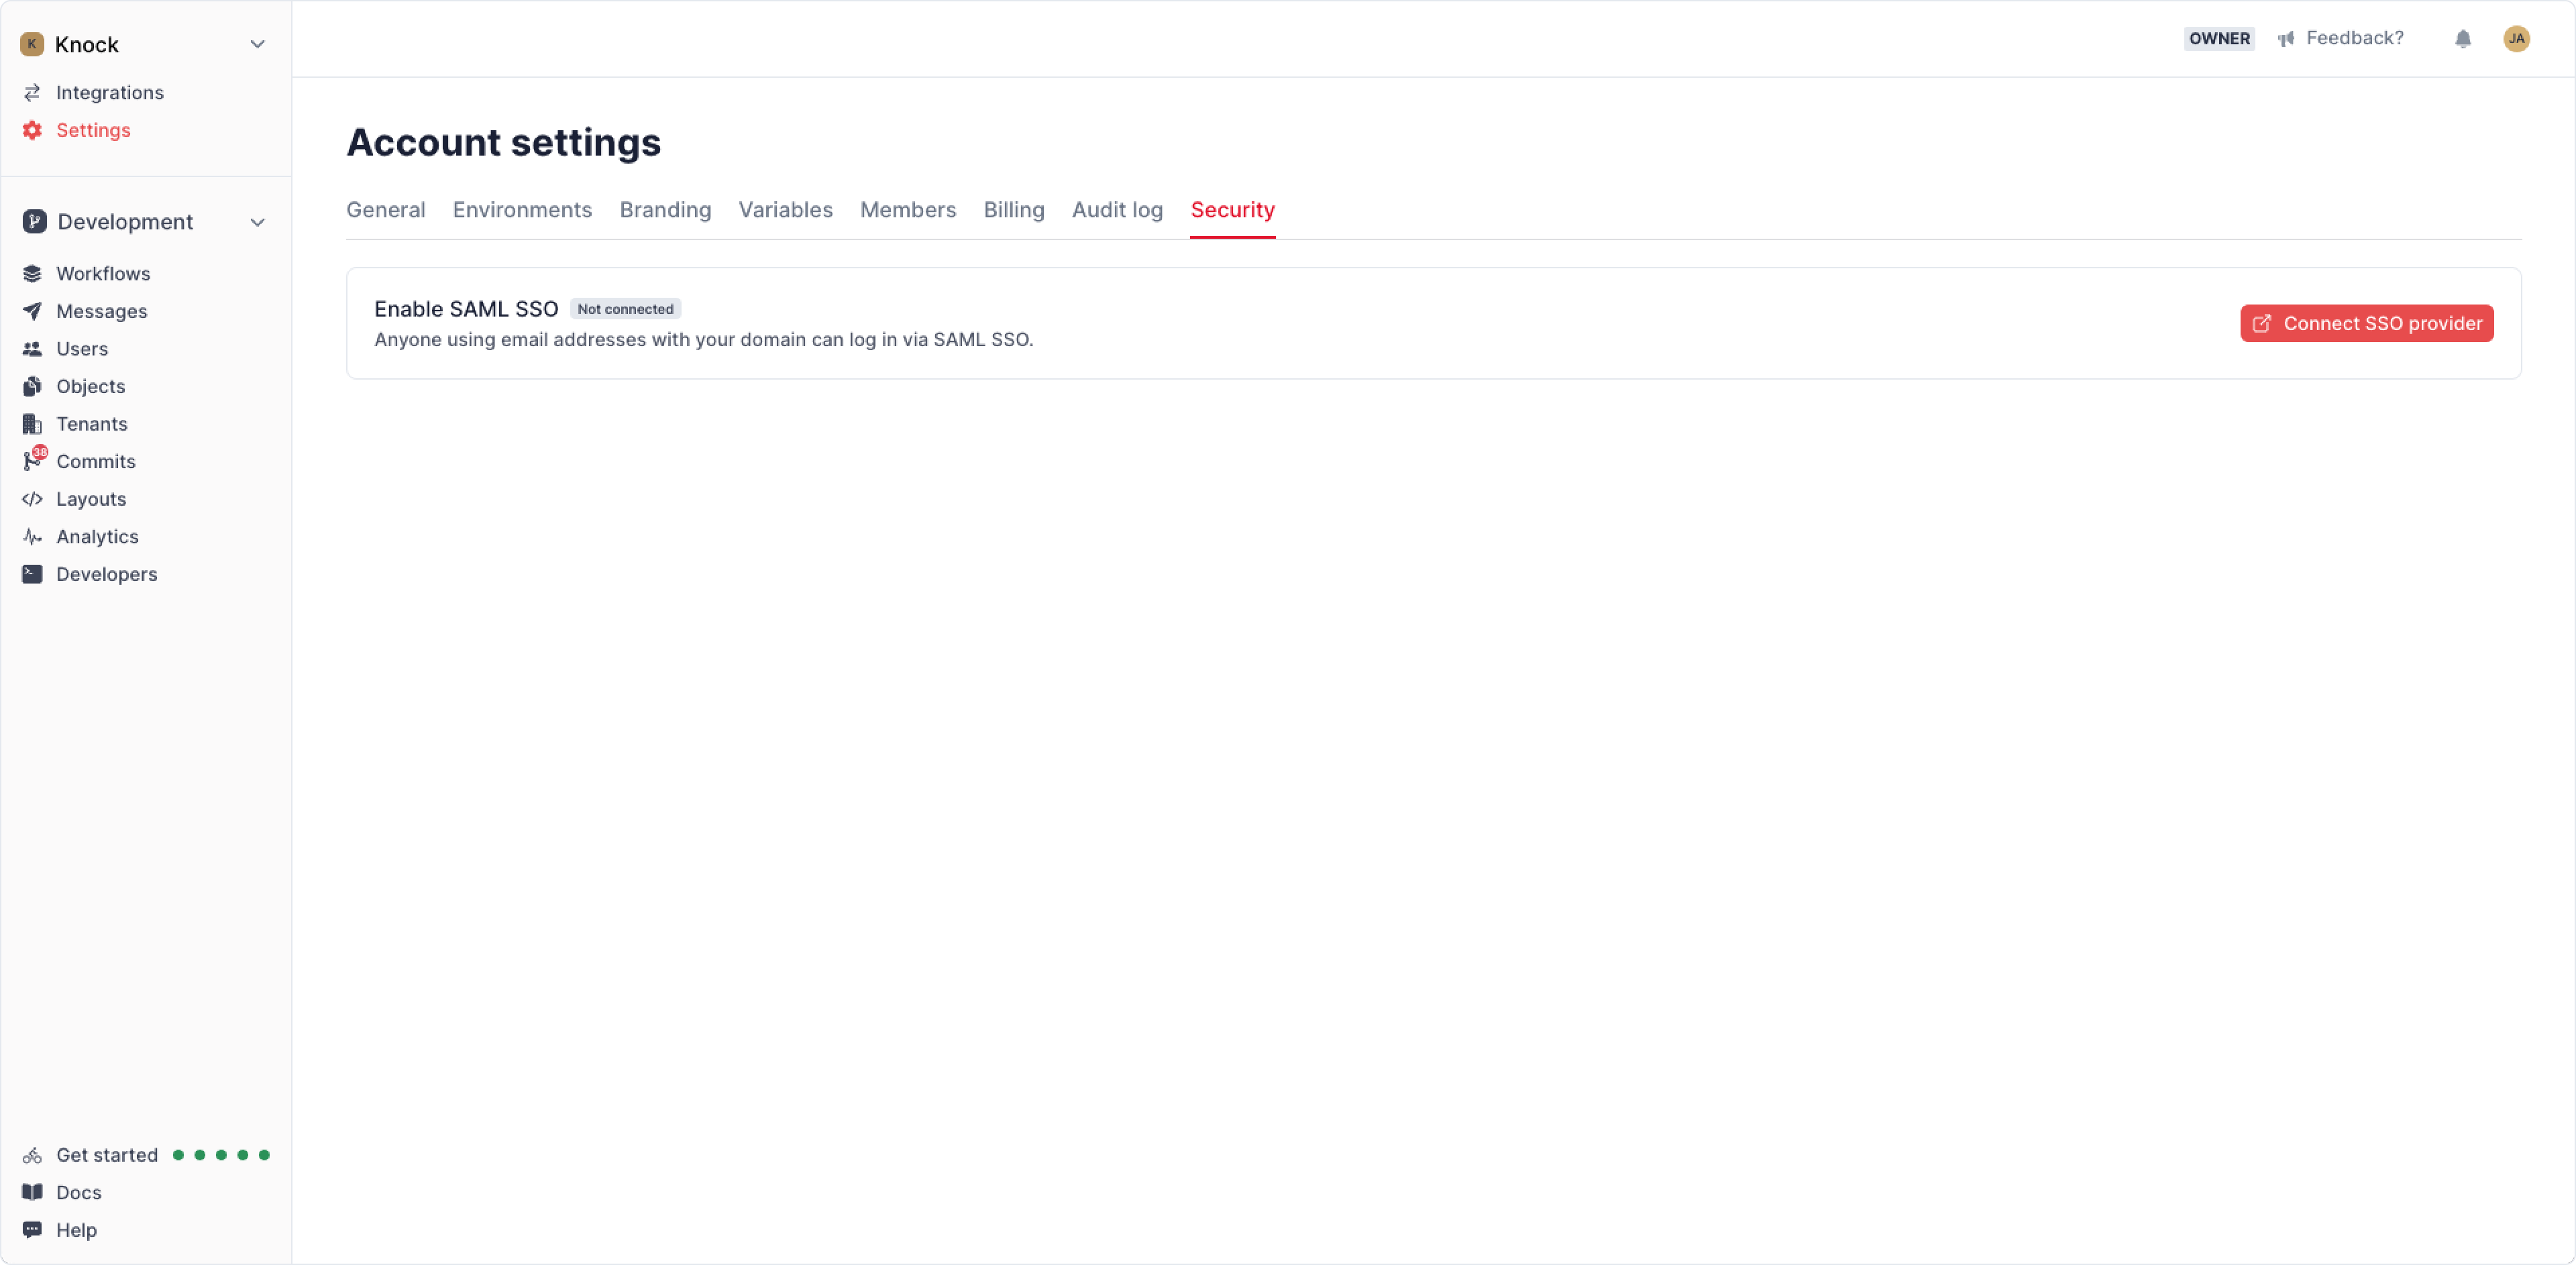 K Knock
Integrations
Settings
Development
Workflows
Messages
Users
Objects
Tenants
38
Commits
Layouts
Analytics
Developers
Get started
Docs
Help
OWNER Feedback? JA
Account settings
General Environments Branding Variables Members Billing Audit log Security
Enable SAML SSO Not connected
Anyone using email addresses with your domain can log in via SAML SSO.
Connect SSO provider